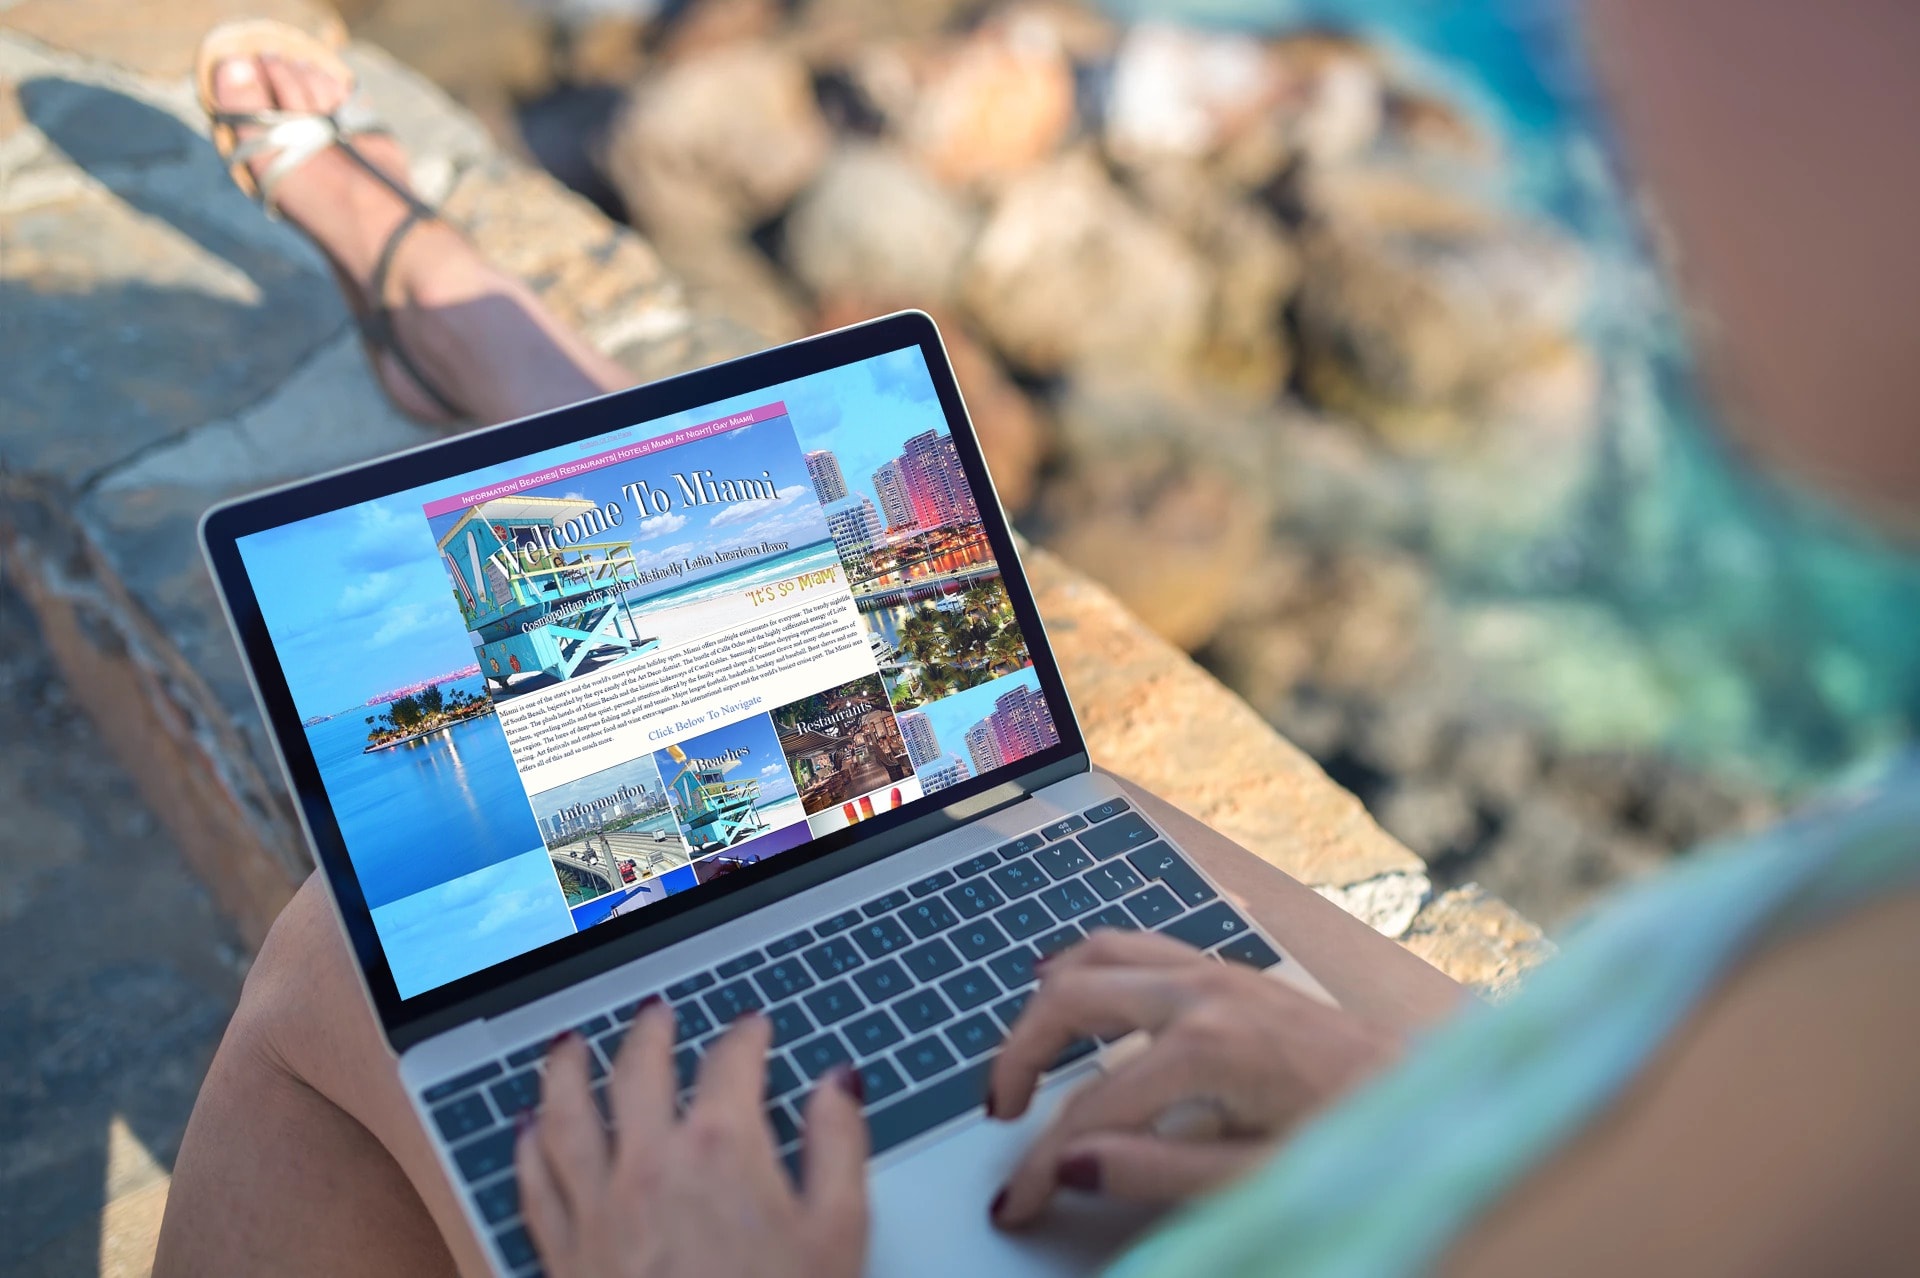 INFORMATION| BEACHES| RESTAURANTS| HOTELS| MIAMI AT NIGHT| GAY MIAMI|
Welcome To Miami
Cosmopolitan city with a distinctly Latin American flavor
"IT'S SO MIAMI"
Miami is one of the state's and the world's most popular holiday spots. Miami offers multiple enticements for everyone: The trendy nightlife
of South Beach, bejeweled by the eye candy of the Art Deco district. The bustle of Calle Ocho and the highly caffeinated energy of Little
Havana. The plush hotels of Miami Beach and the historic hideaways of Coral Gables. Seemingly endless shopping opportunities in
modern, sprawling malls and the quiet, personal attention offered by the family-owned shops of Coconut Grove and many other corners of
the region. The lures of deepsea fishing and golf and tennis. Major league football, basketball, hockey and baseball. Boat shows and auto
racing. Art festivals and outdoor food and wine extravaganzas. An international airport and the world's busiest cruise port. The Miami area
offers all of this and so much more.
Click Below To Navigate
Information
Beaches
Restaurants